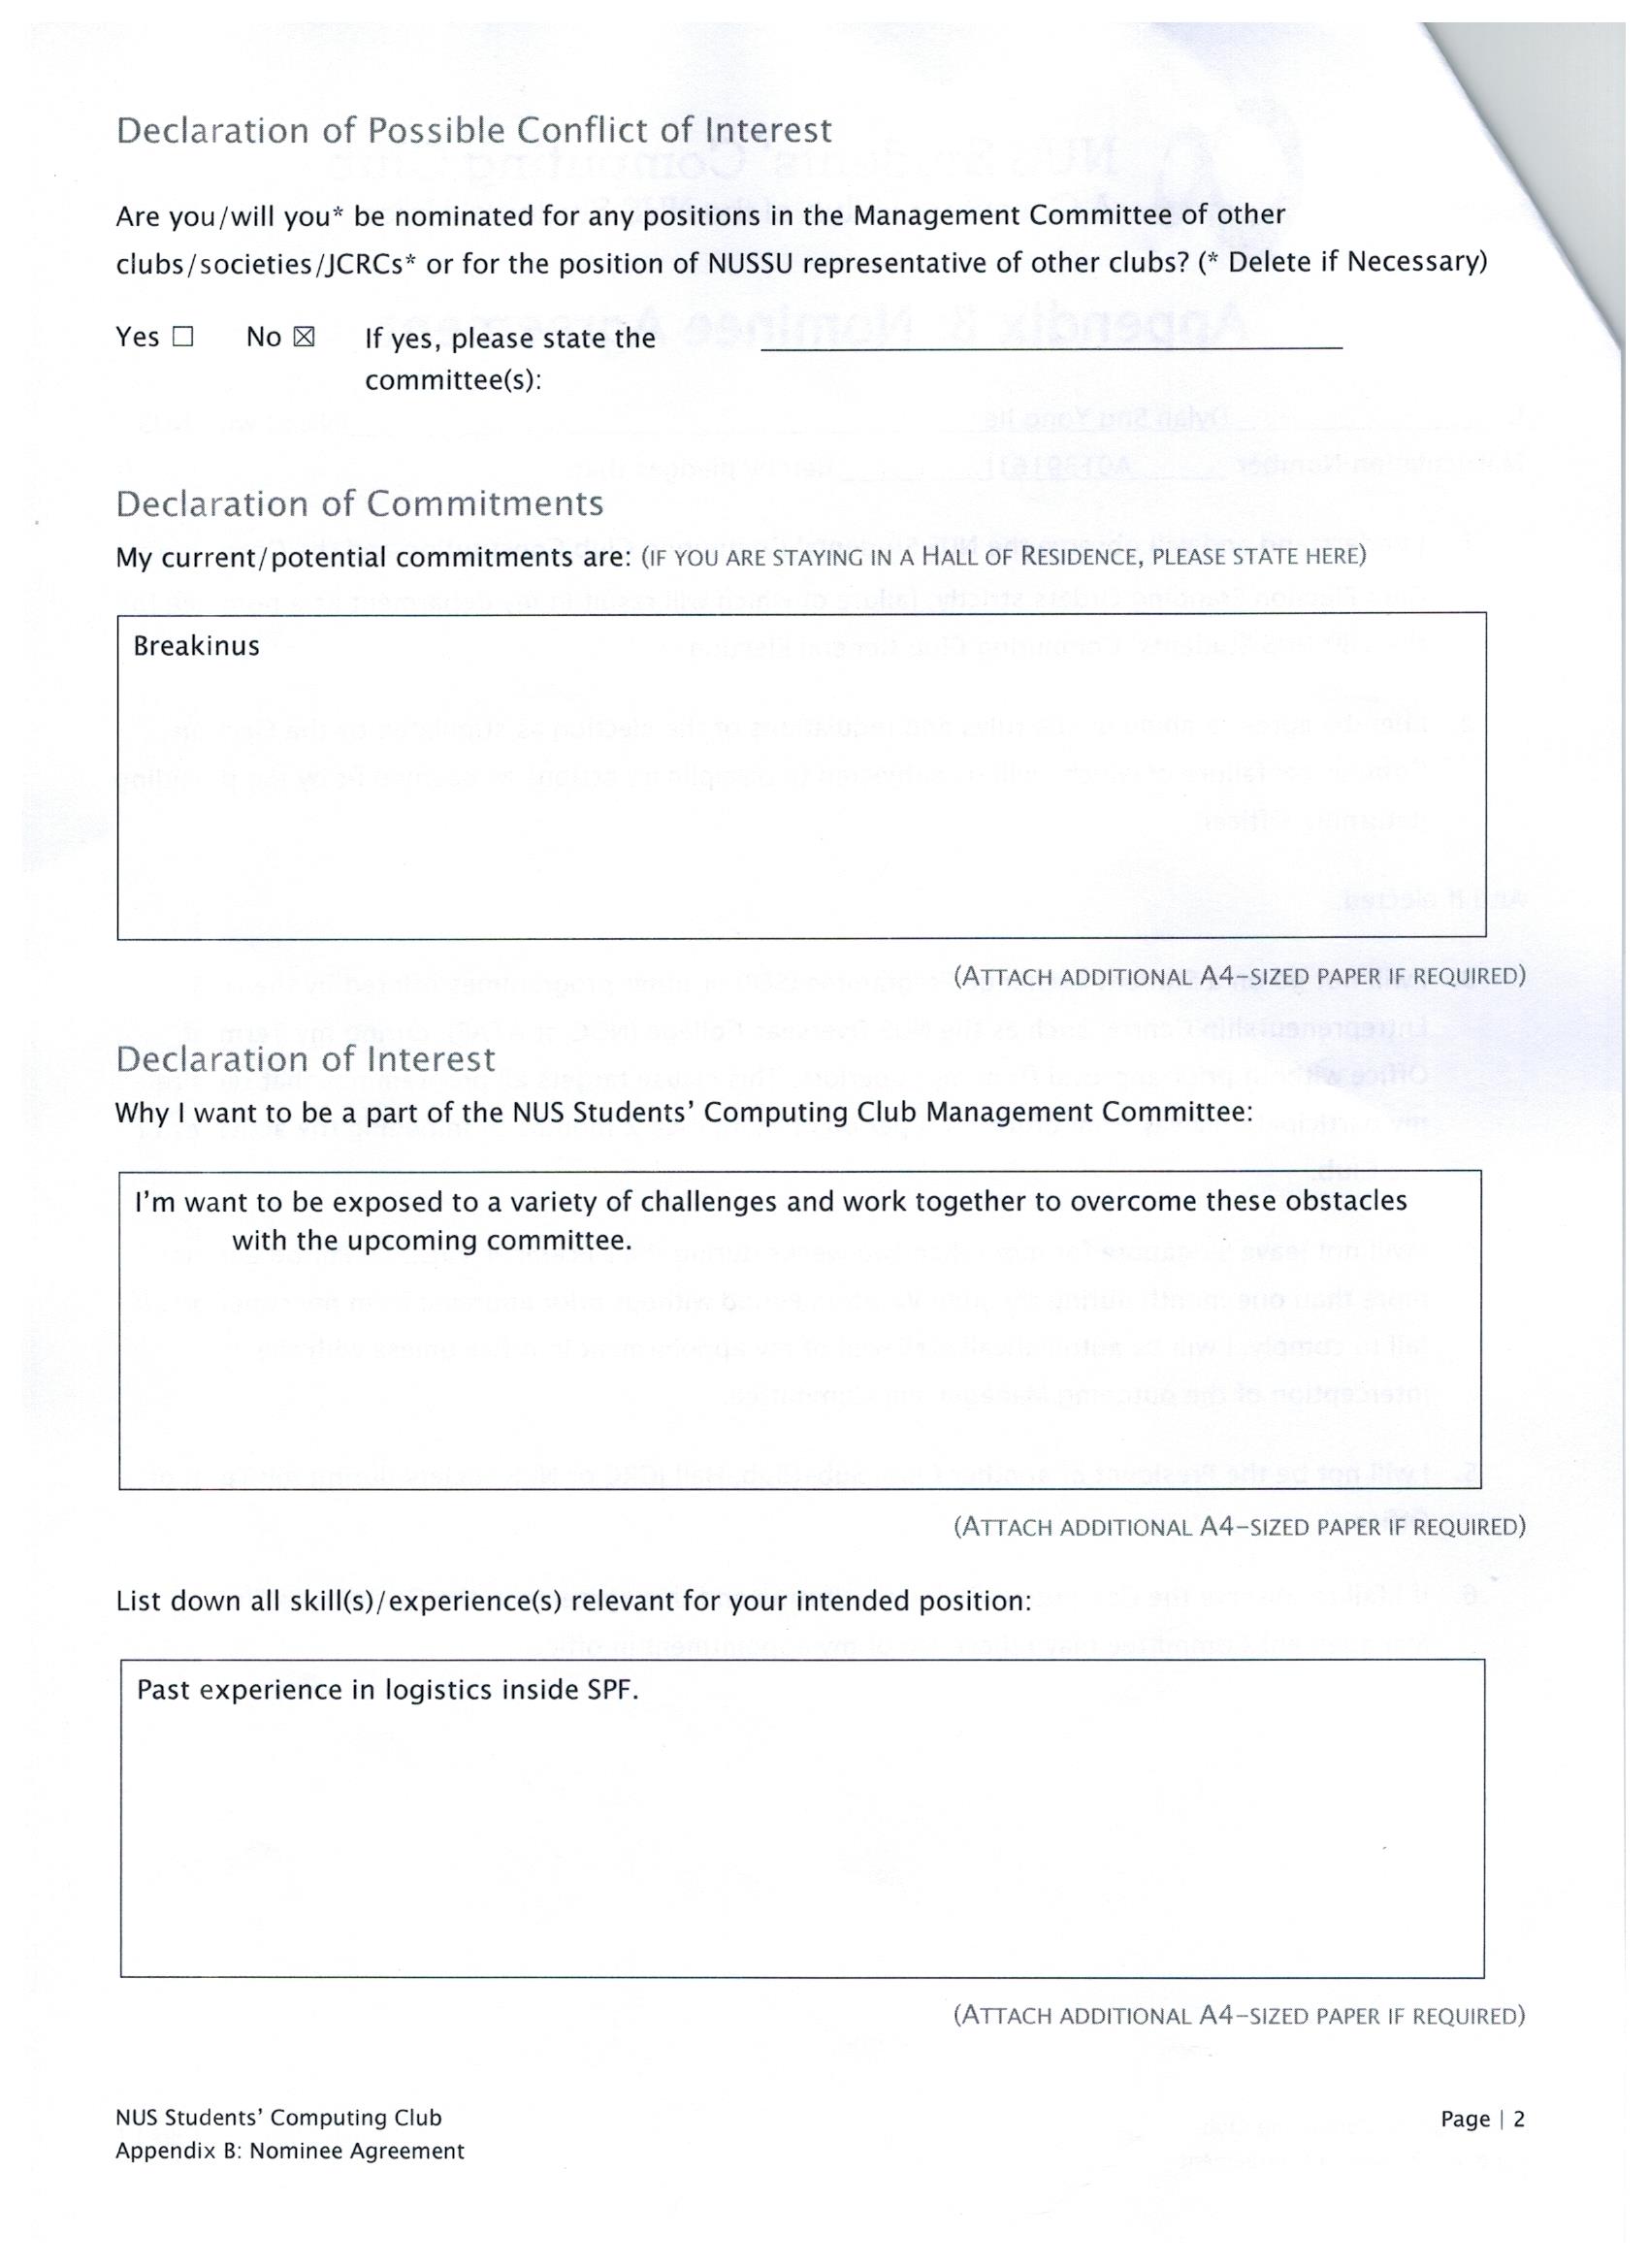 Declaration of Possible Conflict of Interest
Are you/will you* be nominated for any positions in the Management Committee of other
clubs/societies/JCRCs* or for the position of NUSSU representative of other clubs? (* Delete if Necessary)
Yes ☐ No ☒ If yes, please state the
committee(s):
Declaration of Commitments
My current/potential commitments are: (IF YOU ARE STAYING IN A HALL OF RESIDENCE, PLEASE STATE HERE)
Breakinus
(ATTACH ADDITIONAL A4-SIZED PAPER IF REQUIRED)
Declaration of Interest
Why I want to be a part of the NUS Students' Computing Club Management Committee:
I'm want to be exposed to a variety of challenges and work together to overcome these obstacles
with the upcoming committee.
(ATTACH ADDITIONAL A4-SIZED PAPER IF REQUIRED)
List down all skill(s)/experience(s) relevant for your intended position:
Past experience in logistics inside SPF.
(ATTACH ADDITIONAL A4-SIZED PAPER IF REQUIRED)
NUS Students' Computing Club
Appendix B: Nominee Agreement
Page | 2